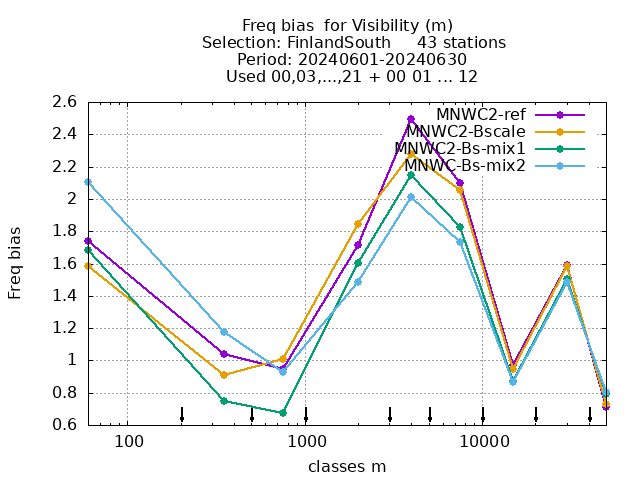 Freq bias  for Visibility (m)
Selection: FinlandSouth     43 stations
Period: 20240601-20240630
Used 00,03,...,21 + 00 01 ... 12
MNWC2-ref
MNWC2-Bscale
MNWC2-Bs-mix1
MNWC-Bs-mix2
2.6
2.4
2.2
2
1.8
1.6
1.4
1.2
1
0.8
0.6
Freq bias
100
1000
10000
classes m